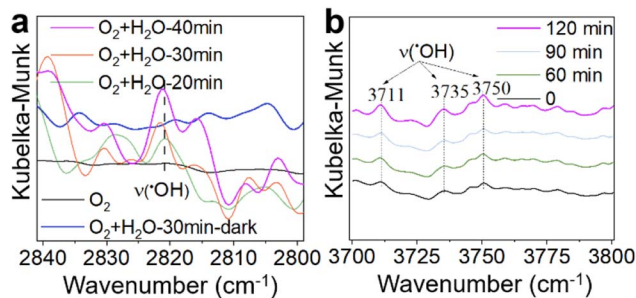 a
O₂+H₂O-40min
O₂+H₂O-30min
O₂+H₂O-20min
ν(•OH)
O₂
O₂+H₂O-30min-dark
Kubelka-Munk
2840 2830 2820 2810 2800
Wavenumber (cm⁻¹)
b
120 min
90 min
60 min
0
ν(•OH)
3711 3735 3750
Kubelka-Munk
3700 3725 3750 3775 3800
Wavenumber (cm⁻¹)